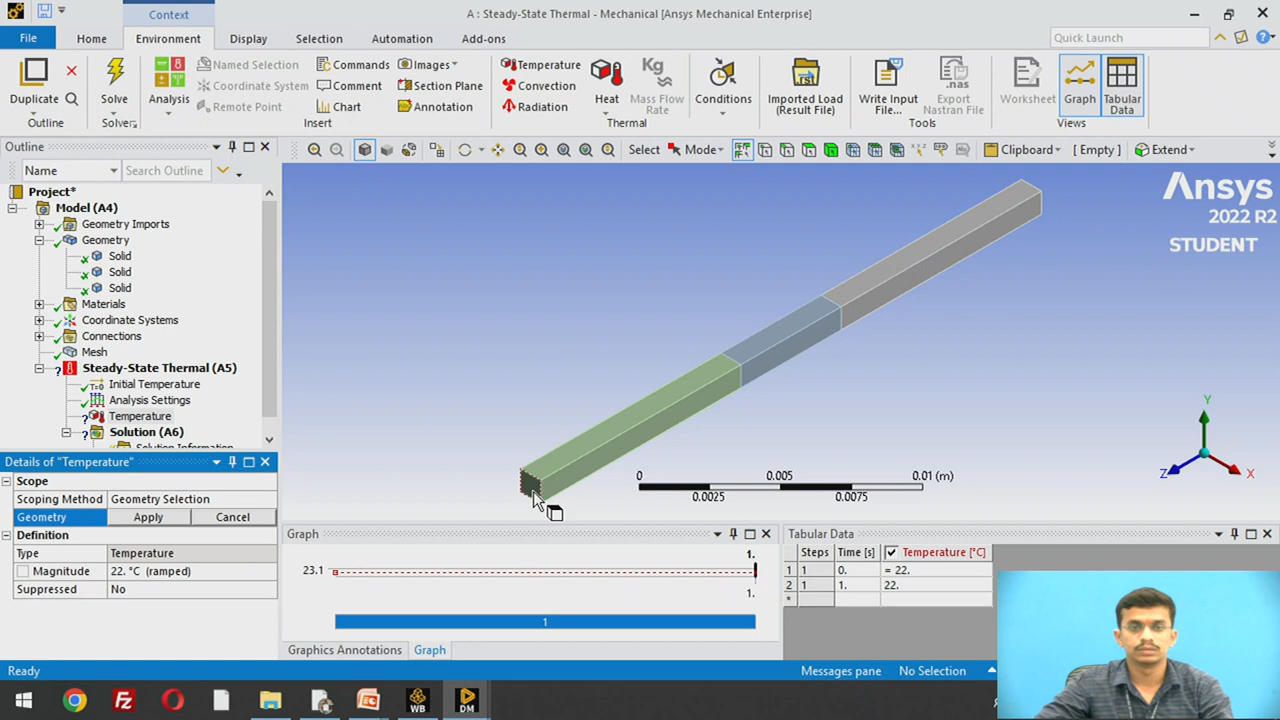 Context
A : Steady-State Thermal - Mechanical [Ansys Mechanical Enterprise]
File Home Environment Display Selection Automation Add-ons Quick Launch
Duplicate
Solve
Analysis
Named Selection
Coordinate System
Remote Point
Commands
Comment
Chart
Images
Section Plane
Annotation
Temperature
Convection
Radiation
Heat
Mass Flow
Rate
Conditions
Imported Load
(Result File)
Write Input
File...
Export
Nastran File
Worksheet
Graph
Tabular
Data
Outline Solver Insert Thermal Tools Views
Select Mode Clipboard [ Empty ] Extend
Outline
Name Search Outline
Project*
Model (A4)
Geometry Imports
Geometry
Solid
Solid
Solid
Materials
Coordinate Systems
Connections
Mesh
Steady-State Thermal (A5)
T=0 Initial Temperature
Analysis Settings
Temperature
Solution (A6)
Solution Information
Ansys
2022 R2
STUDENT
0 0.005 0.01 (m)
0.0025 0.0075
Y
X
Z
Details of "Temperature"
Scope
Scoping Method Geometry Selection
Geometry Apply Cancel
Definition
Type Temperature
Magnitude 22. °C (ramped)
Suppressed No
Graph
1.
23.1
1.
1
Graphics Annotations Graph
Tabular Data
Steps Time [s] Temperature [°C]
1 1 0. = 22.
2 1 1. 22.
*
Ready Messages pane No Selection
WB DM